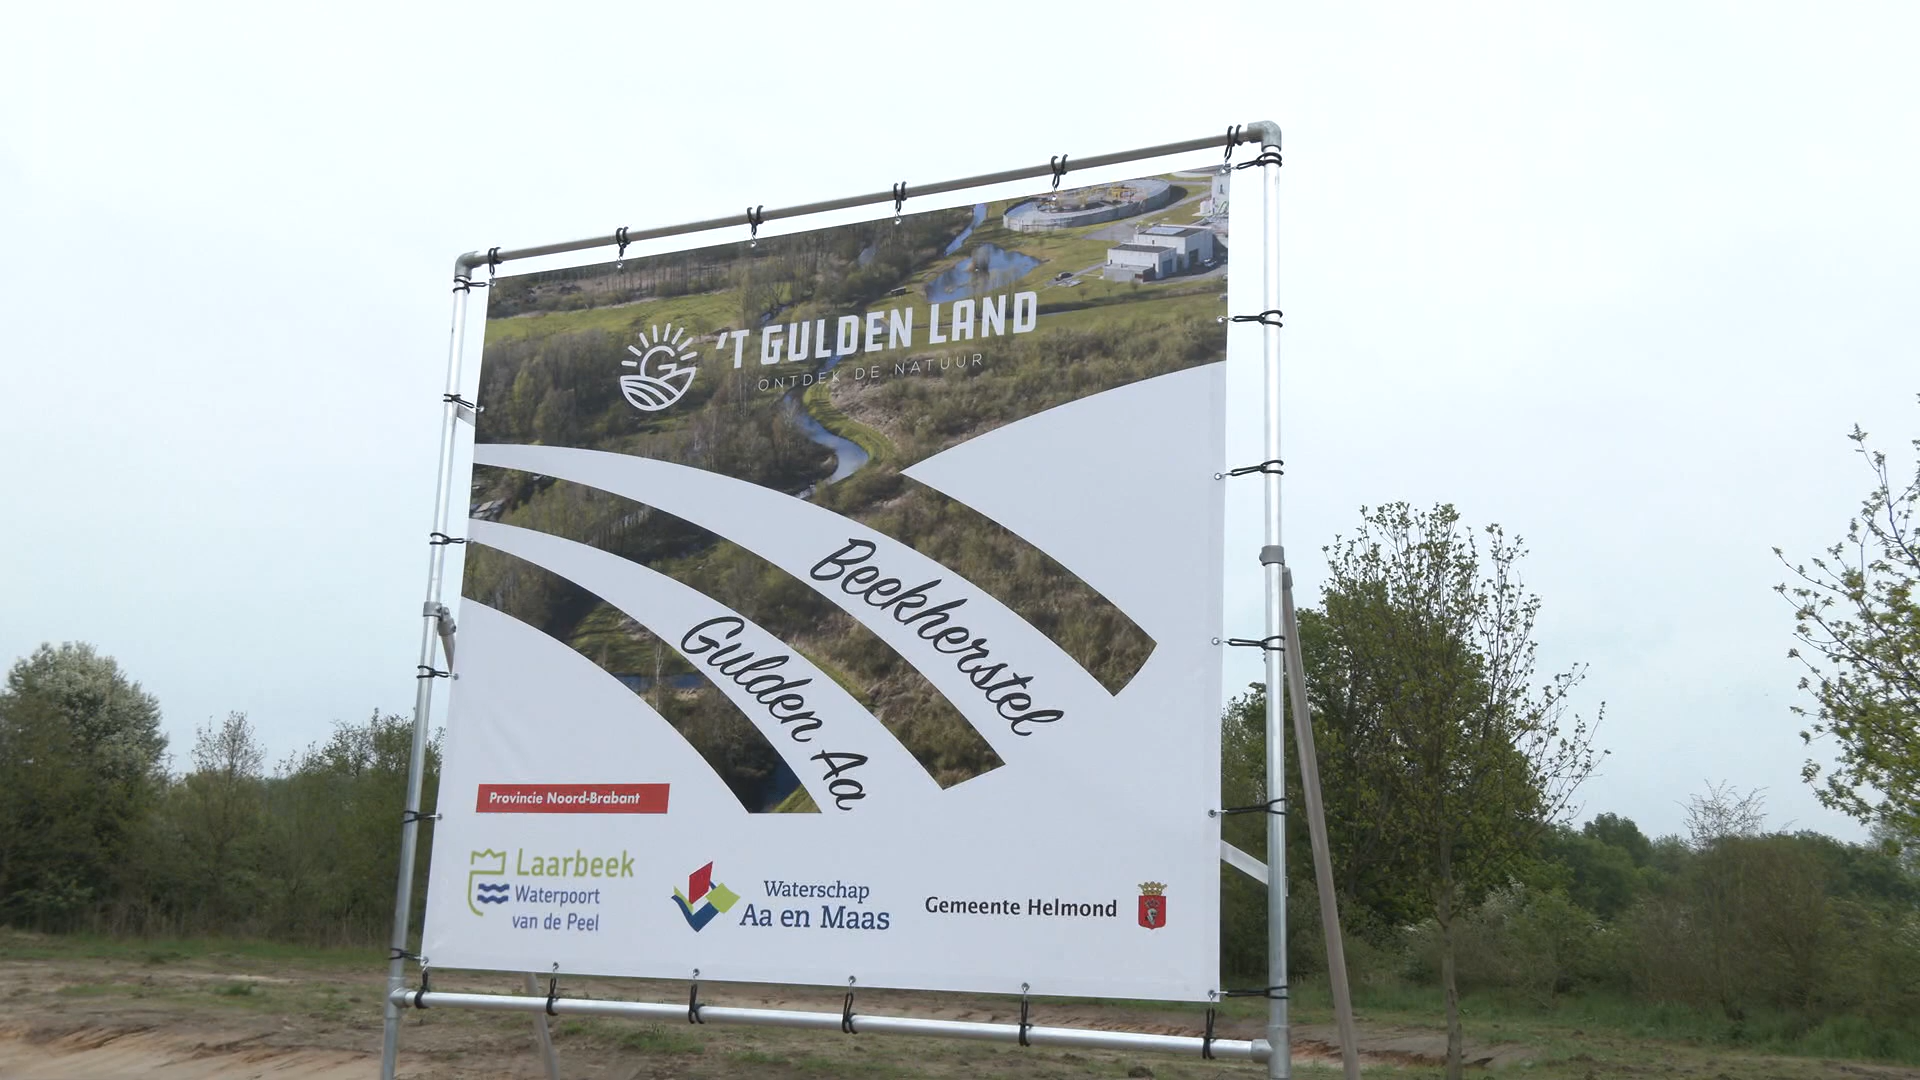 'T GULDEN LAND
ONTDEK DE NATUUR
Beekherstel
Gulden Aa
Provincie Noord-Brabant
Laarbeek
Waterpoort
van de Peel
Waterschap
Aa en Maas
Gemeente Helmond